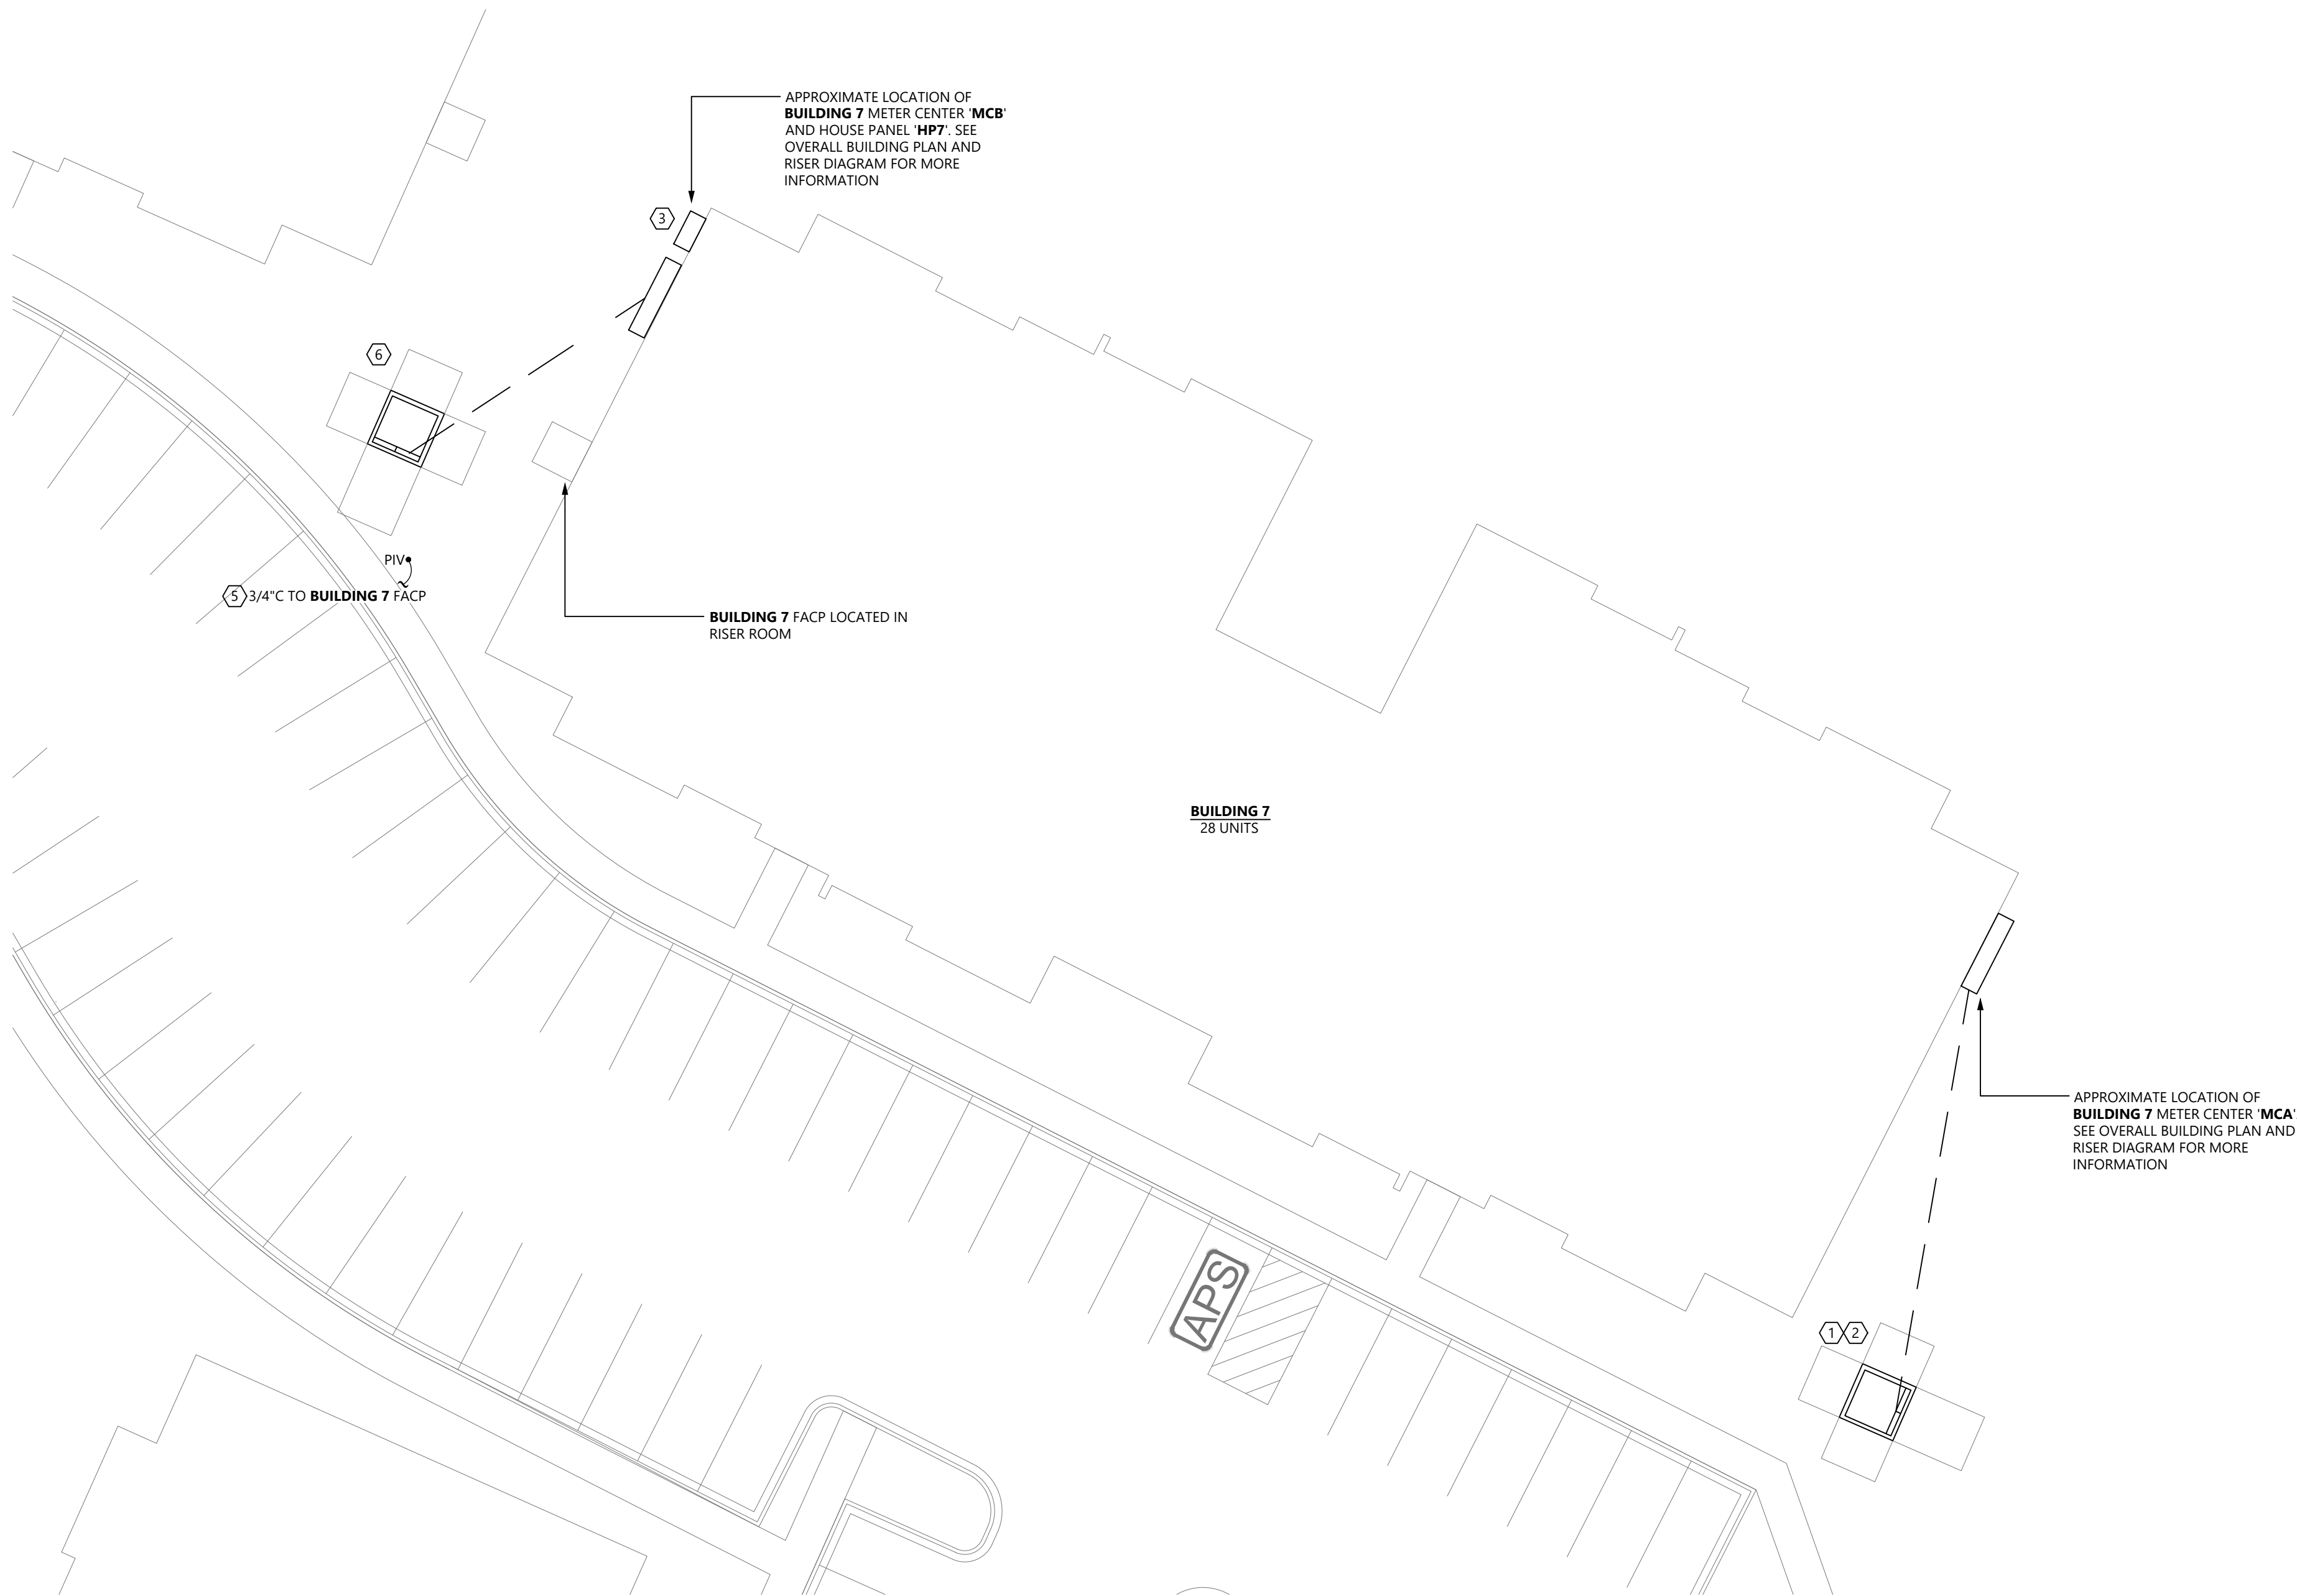 APPROXIMATE LOCATION OF
BUILDING 7 METER CENTER 'MCB'
AND HOUSE PANEL 'HP7'. SEE
OVERALL BUILDING PLAN AND
RISER DIAGRAM FOR MORE
INFORMATION
3
6
PIV
5 3/4"C TO BUILDING 7 FACP
BUILDING 7 FACP LOCATED IN
RISER ROOM
BUILDING 7
28 UNITS
APPROXIMATE LOCATION OF
BUILDING 7 METER CENTER 'MCA'.
SEE OVERALL BUILDING PLAN AND
RISER DIAGRAM FOR MORE
INFORMATION
APS
1 2